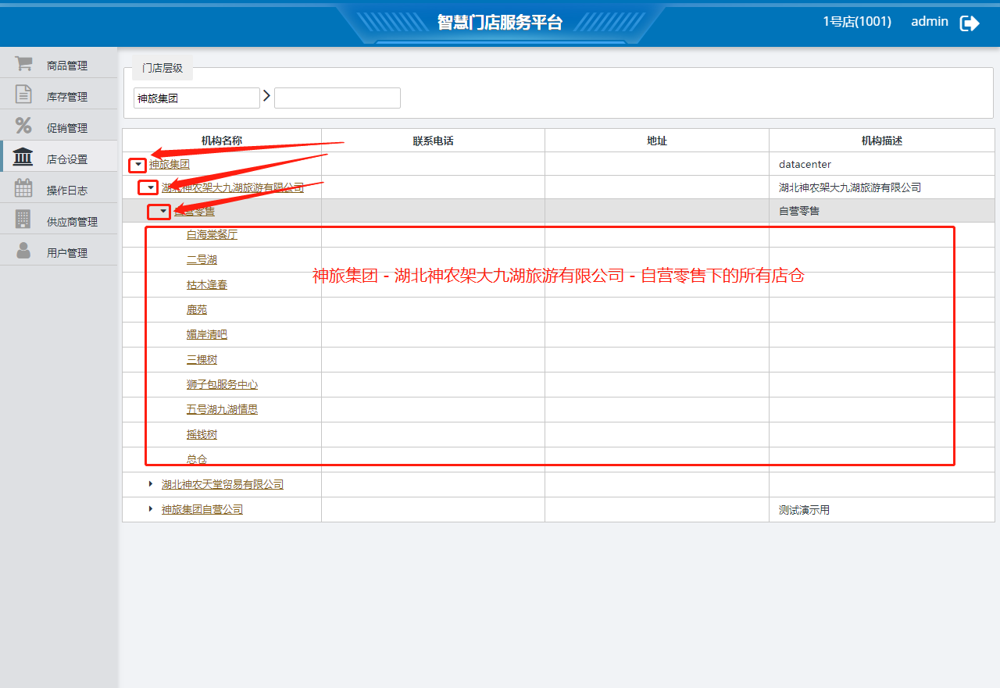 智慧门店服务平台
1号店(1001) admin
商品管理
库存管理
促销管理
店仓设置
操作日志
供应商管理
用户管理
门店层级
神旅集团 >
机构名称 联系电话 地址 机构描述
神旅集团 datacenter
湖北神农架大九湖旅游有限公司 湖北神农架大九湖旅游有限公司
自营零售 自营零售
白海棠餐厅
二号湖
神旅集团 - 湖北神农架大九湖旅游有限公司 - 自营零售下的所有店仓
枯木逢春
鹿苑
媚岸清吧
三棵树
狮子包服务中心
五号湖九湖情思
摇钱树
总仓
湖北神农天堂贸易有限公司
神旅集团自营公司 测试演示用